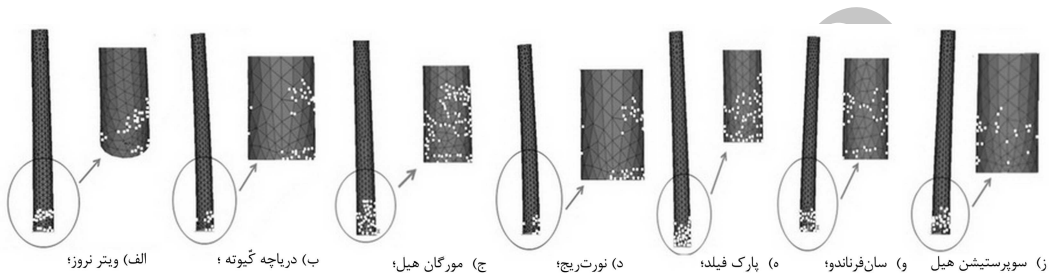 الف) ویتر نروز؛
ب) دریاچه کّیوته ؛
ج) مورگان هیل؛
د) نورت‌ریج؛
ه) پارک فیلد؛
و) سان‌فرناندو؛
ز) سوپرستیشن هیل